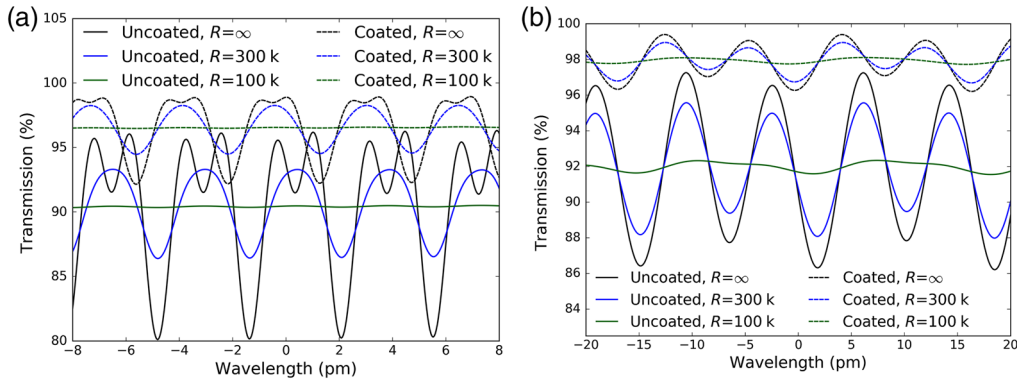 (a)
105
100
95
90
85
80
Transmission (%)
Uncoated, R=∞
Uncoated, R=300 k
Uncoated, R=100 k
Coated, R=∞
Coated, R=300 k
Coated, R=100 k
−8 −6 −4 −2 0 2 4 6 8
Wavelength (pm)
(b)
100
98
96
94
92
90
88
86
84
Transmission (%)
Uncoated, R=∞
Uncoated, R=300 k
Uncoated, R=100 k
Coated, R=∞
Coated, R=300 k
Coated, R=100 k
−20 −15 −10 −5 0 5 10 15 20
Wavelength (pm)